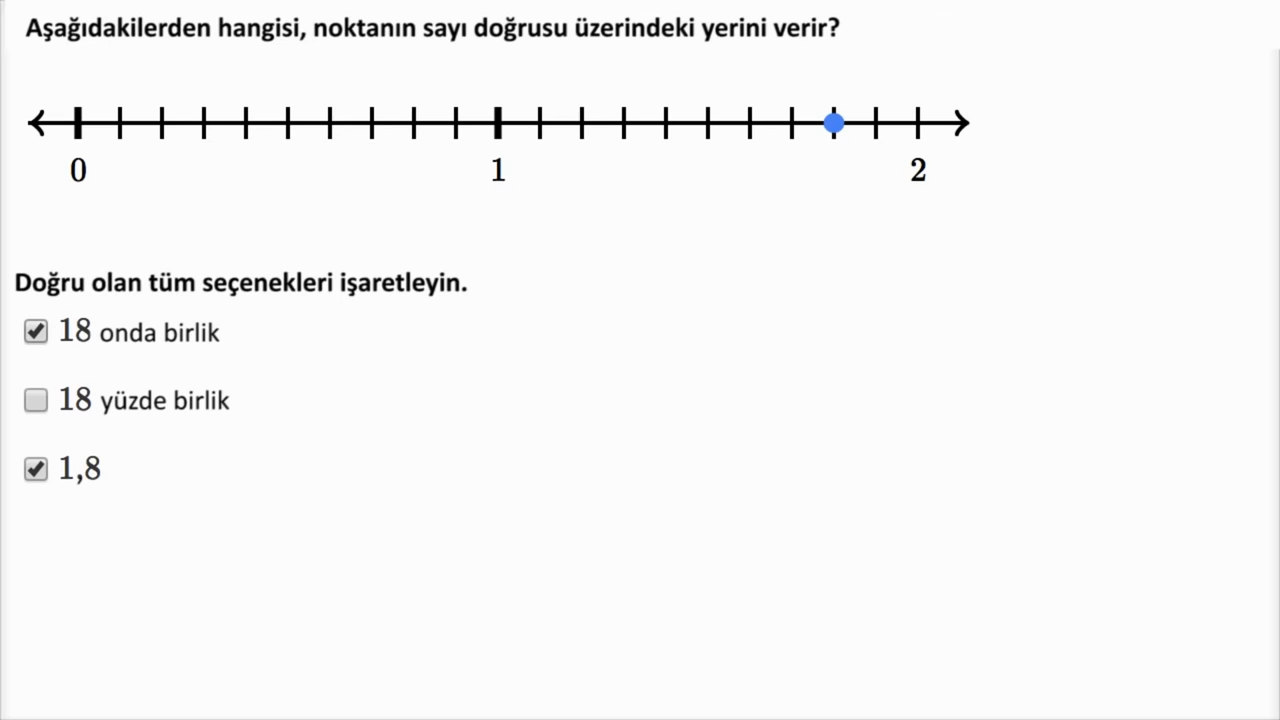 Aşağıdakilerden hangisi, noktanın sayı doğrusu üzerindeki yerini verir?
0 1 2
Doğru olan tüm seçenekleri işaretleyin.
18 onda birlik
18 yüzde birlik
1,8